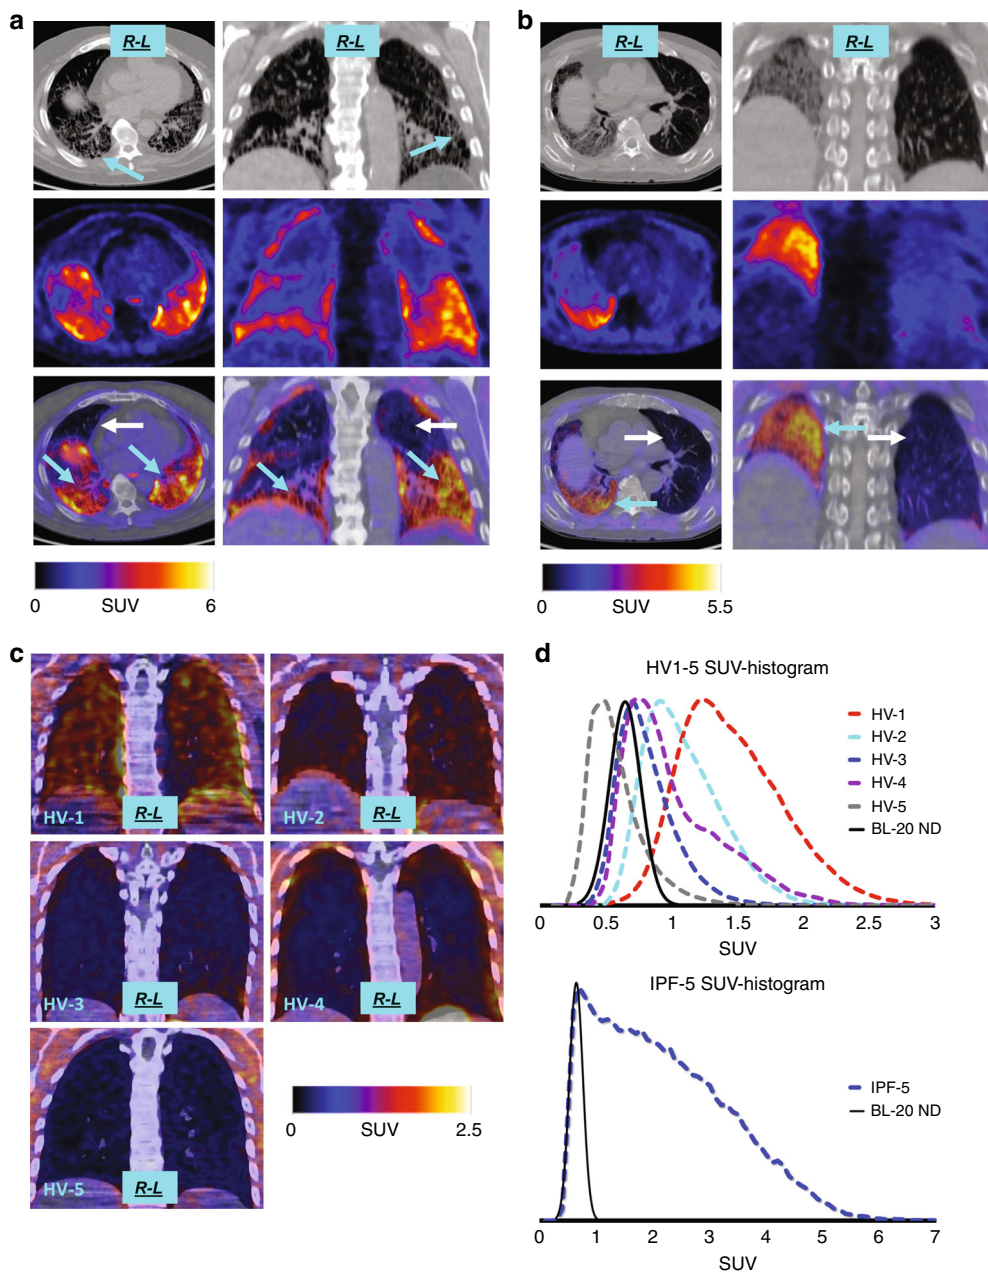 a
R-L
R-L
b
R-L
R-L
0
SUV
6
0
SUV
5.5
c
HV-1
R-L
HV-2
R-L
HV-3
R-L
HV-4
R-L
HV-5
R-L
0
SUV
2.5
d
HV1-5 SUV-histogram
HV-1
HV-2
HV-3
HV-4
HV-5
BL-20 ND
0 0.5 1 1.5 2 2.5 3
SUV
IPF-5 SUV-histogram
IPF-5
BL-20 ND
0 1 2 3 4 5 6 7
SUV